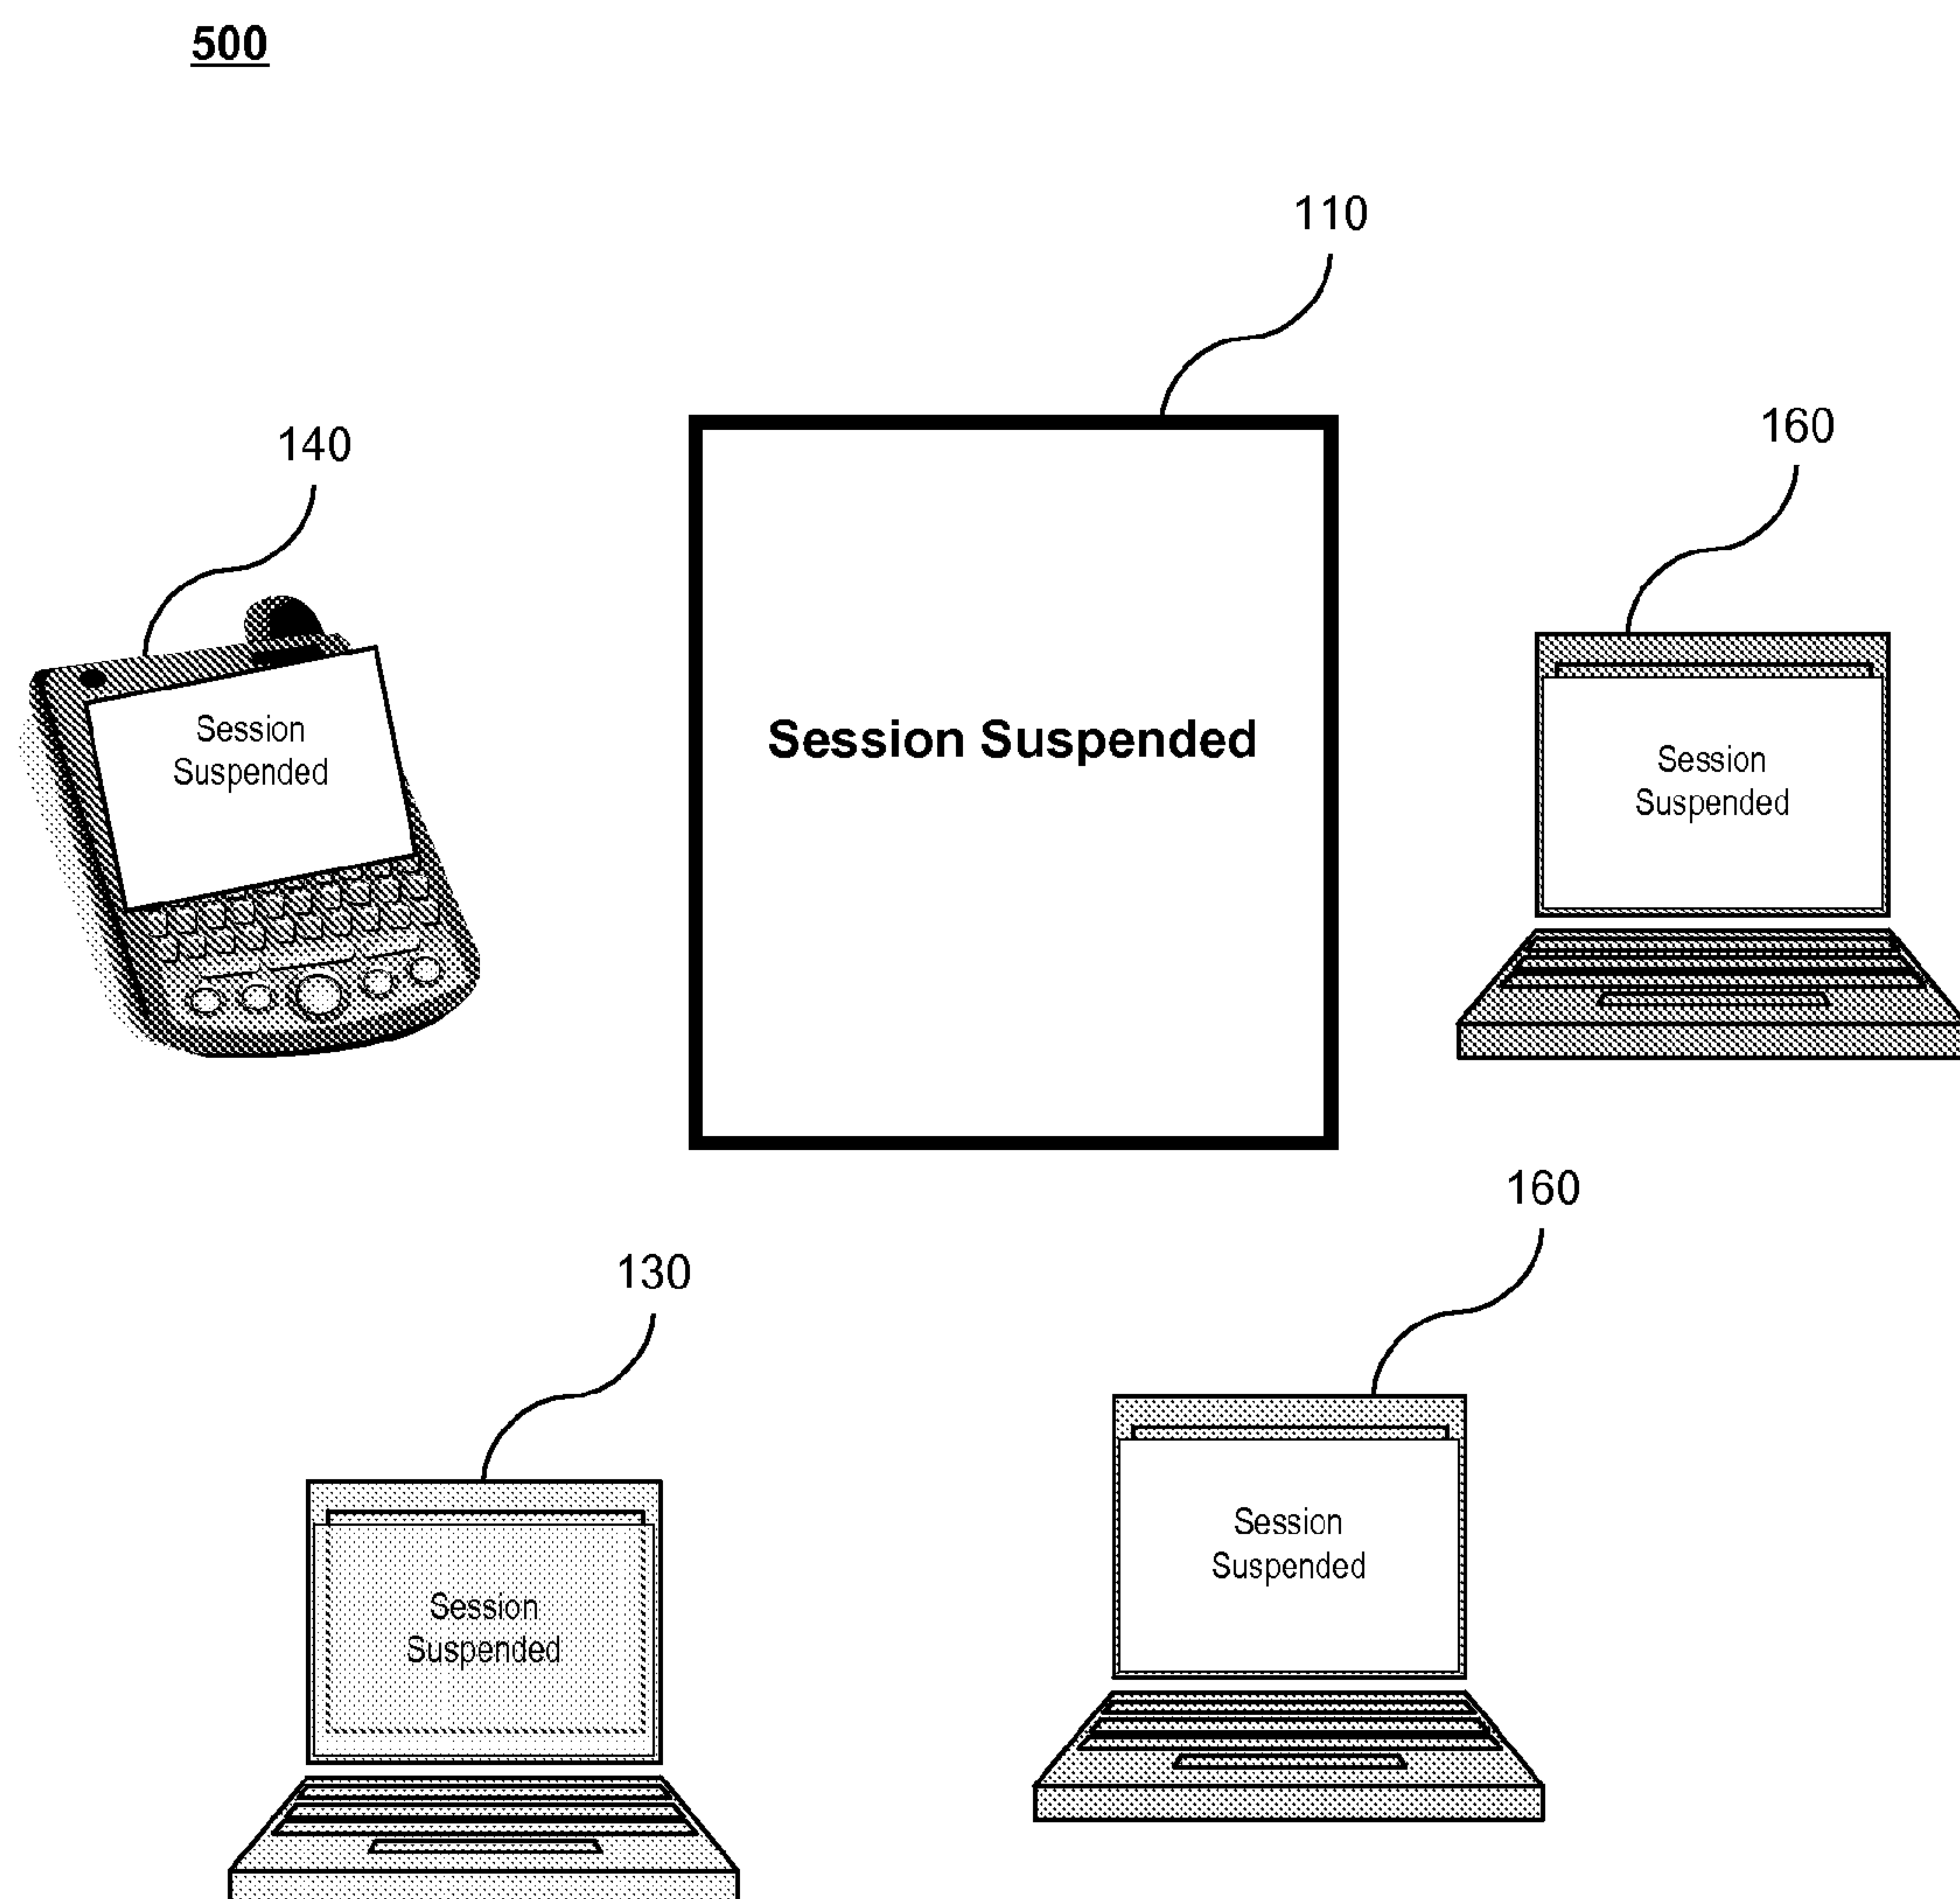 500
110
140
160
Session
Suspended
Session Suspended
Session
Suspended
160
130
Session
Suspended
Session
Suspended